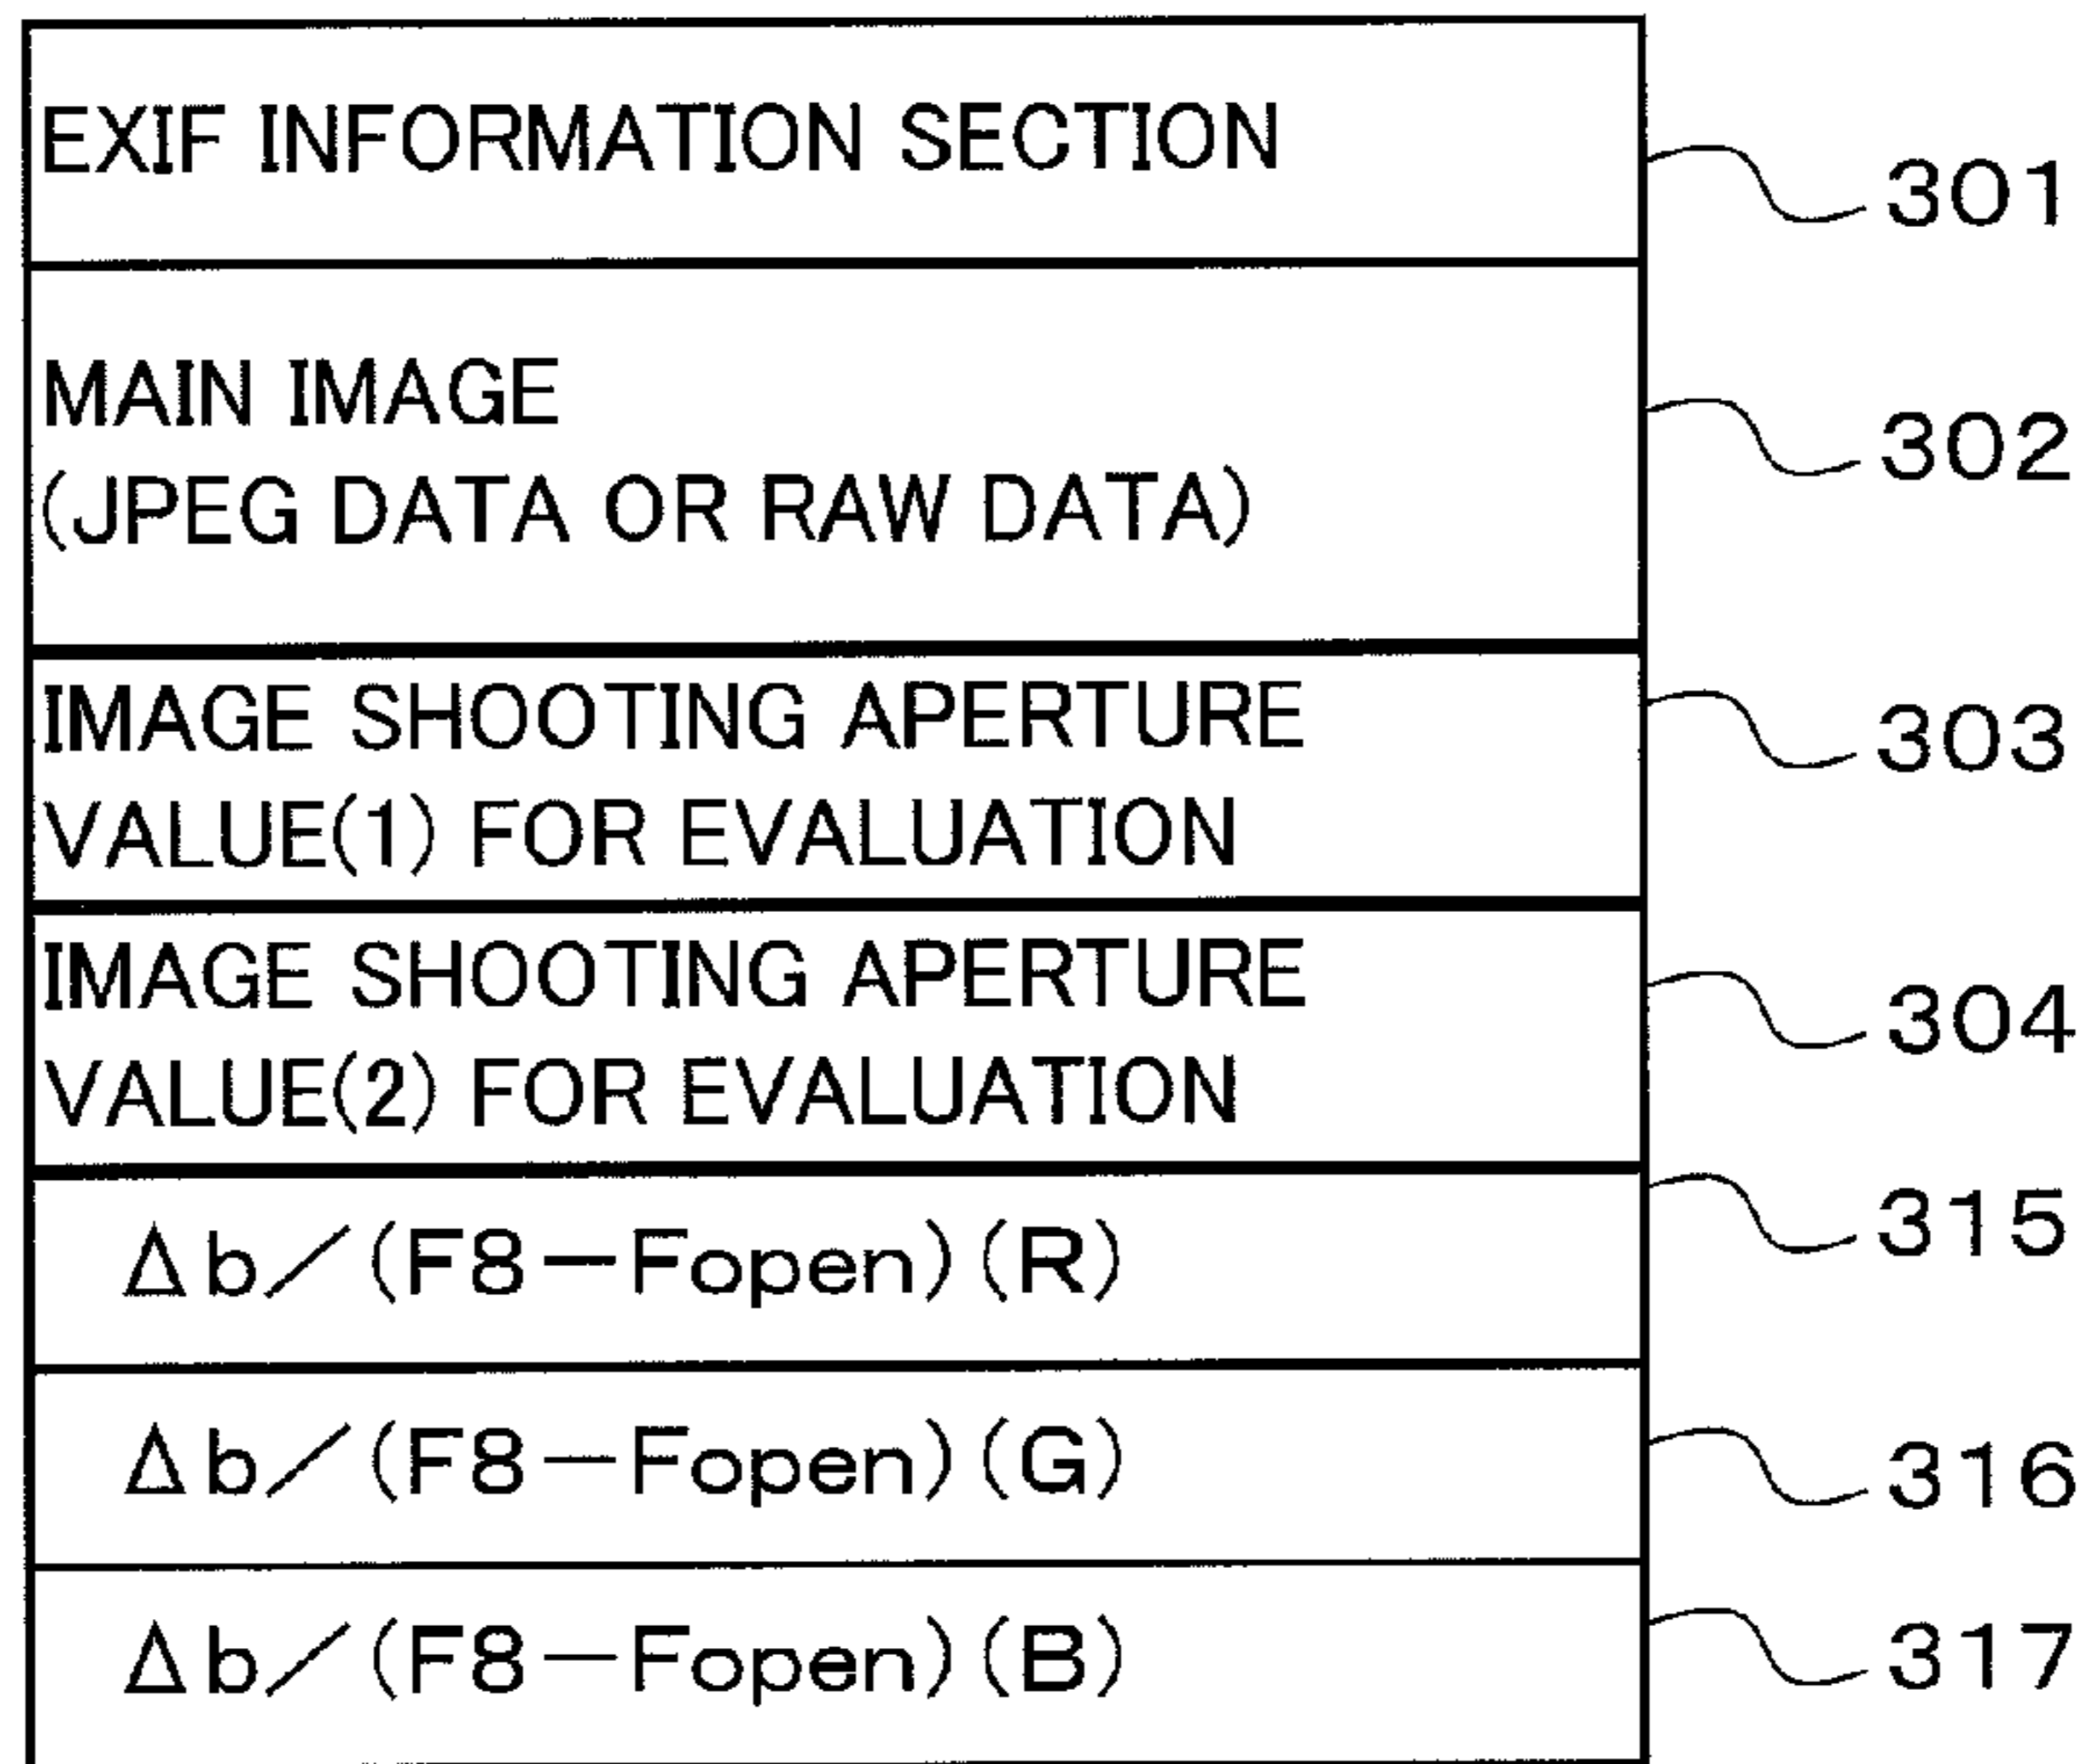 EXIF INFORMATION SECTION
301
MAIN IMAGE
(JPEG DATA OR RAW DATA)
302
IMAGE SHOOTING APERTURE
VALUE(1) FOR EVALUATION
303
IMAGE SHOOTING APERTURE
VALUE(2) FOR EVALUATION
304
Δb/(F8-Fopen)(R)
315
Δb/(F8-Fopen)(G)
316
Δb/(F8-Fopen)(B)
317